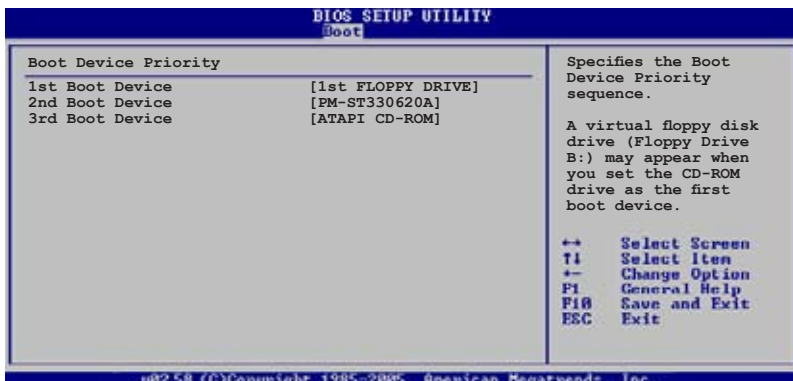 BIOS SETUP UTILITY
Boot
Boot Device Priority
1st Boot Device [1st FLOPPY DRIVE]
2nd Boot Device [PM-ST330620A]
3rd Boot Device [ATAPI CD-ROM]
Specifies the Boot
Device Priority
sequence.
A virtual floppy disk
drive (Floppy Drive
B:) may appear when
you set the CD-ROM
drive as the first
boot device.
←→ Select Screen
↑↓ Select Item
+- Change Option
F1 General Help
F10 Save and Exit
ESC Exit
v02.58 (C)Copyright 1985-2005, American Megatrends, Inc.